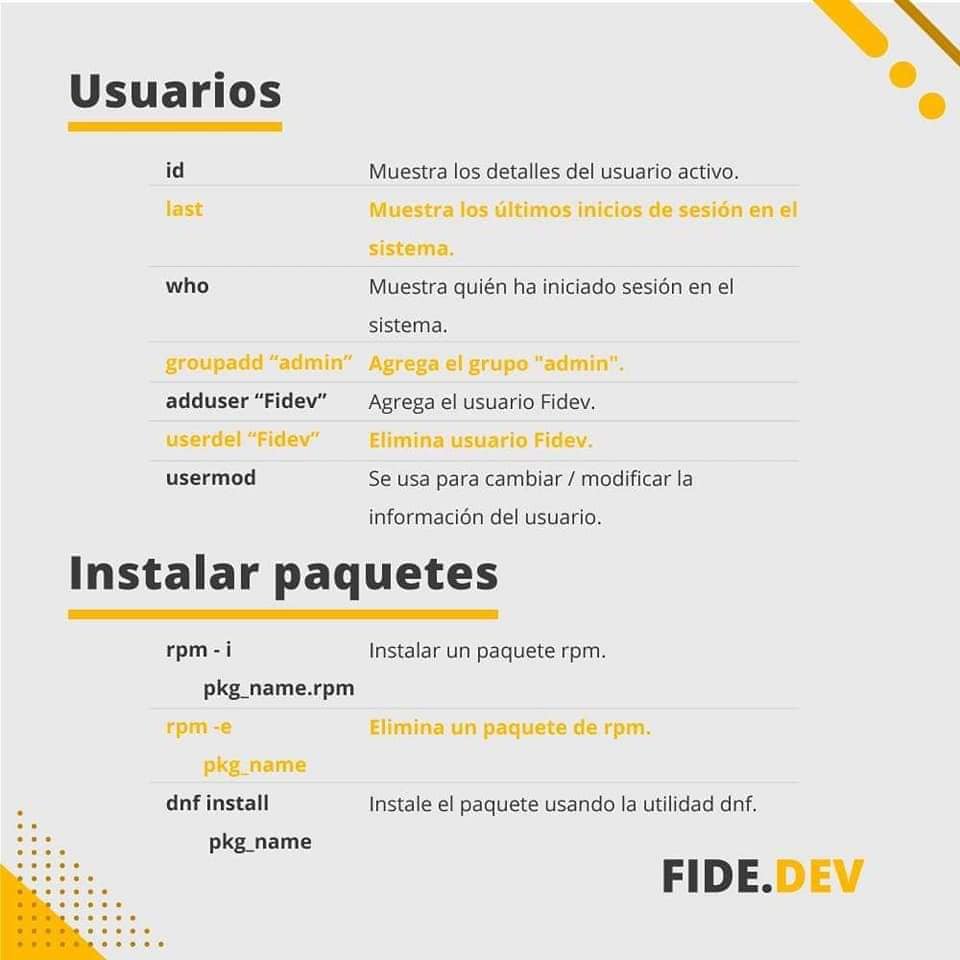 Usuarios
id Muestra los detalles del usuario activo.
last Muestra los últimos inicios de sesión en el
sistema.
who Muestra quién ha iniciado sesión en el
sistema.
groupadd “admin” Agrega el grupo "admin".
adduser “Fidev” Agrega el usuario Fidev.
userdel “Fidev” Elimina usuario Fidev.
usermod Se usa para cambiar / modificar la
información del usuario.
Instalar paquetes
rpm - i Instalar un paquete rpm.
pkg_name.rpm
rpm -e Elimina un paquete de rpm.
pkg_name
dnf install Instale el paquete usando la utilidad dnf.
pkg_name
FIDE.DEV